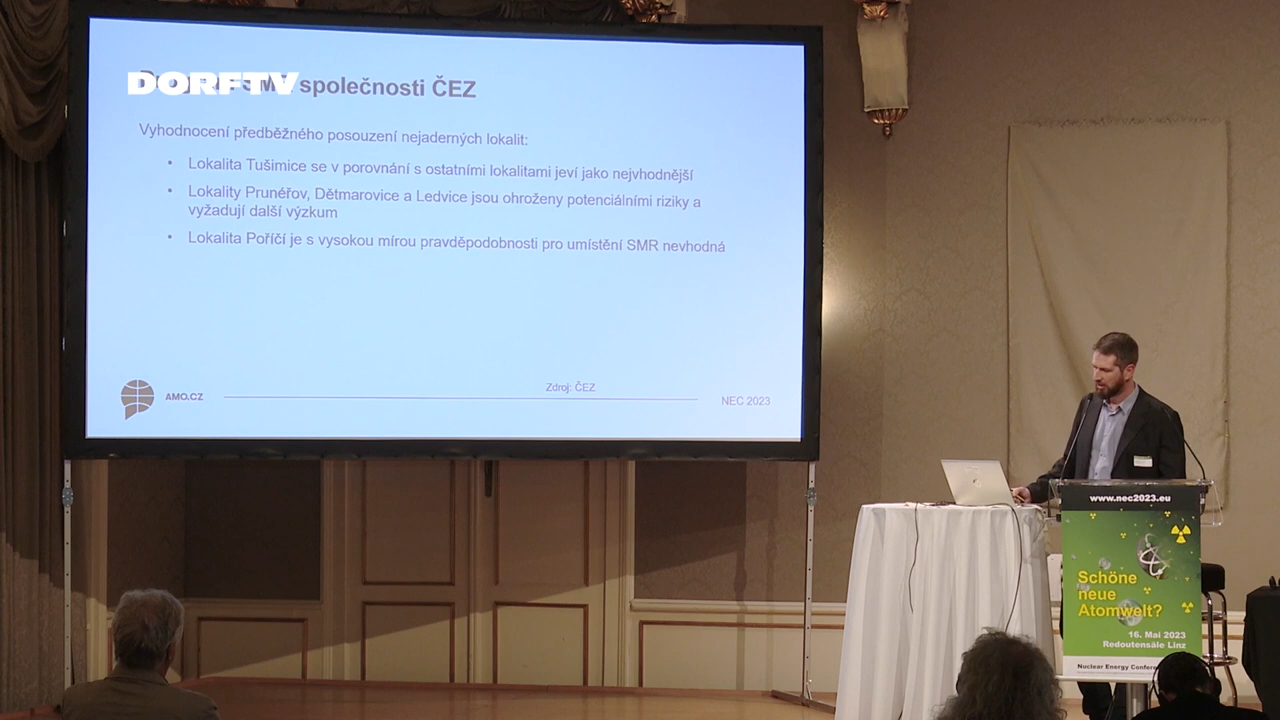 DORFTV
společnosti ČEZ
Vyhodnocení předběžného posouzení nejaderných lokalit:
• Lokalita Tušimice se v porovnání s ostatními lokalitami jeví jako nejvhodnější
• Lokality Prunéřov, Dětmarovice a Ledvice jsou ohroženy potenciálními riziky a
vyžadují další výzkum
• Lokalita Poříčí je s vysokou mírou pravděpodobnosti pro umístění SMR nevhodná
Zdroj: ČEZ
AMO.CZ
NEC 2023
www.nec2023.eu
Schöne
neue
Atomwelt?
16. Mai 2023
Redoutensäle Linz
Nuclear Energy